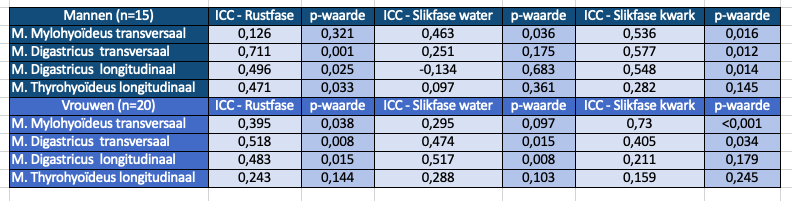 Mannen (n=15) ICC - Rustfase p-waarde ICC - Slikfase water p-waarde ICC - Slikfase kwark p-waarde
M. Mylohyoïdeus transversaal 0,126 0,321 0,463 0,036 0,536 0,016
M. Digastricus transversaal 0,711 0,001 0,251 0,175 0,577 0,012
M. Digastricus longitudinaal 0,496 0,025 -0,134 0,683 0,548 0,014
M. Thyrohyoïdeus longitudinaal 0,471 0,033 0,097 0,361 0,282 0,145
Vrouwen (n=20) ICC - Rustfase p-waarde ICC - Slikfase water p-waarde ICC - Slikfase kwark p-waarde
M. Mylohyoïdeus transversaal 0,395 0,038 0,295 0,097 0,73 <0,001
M. Digastricus transversaal 0,518 0,008 0,474 0,015 0,405 0,034
M. Digastricus longitudinaal 0,483 0,015 0,517 0,008 0,211 0,179
M. Thyrohyoïdeus longitudinaal 0,243 0,144 0,288 0,103 0,159 0,245